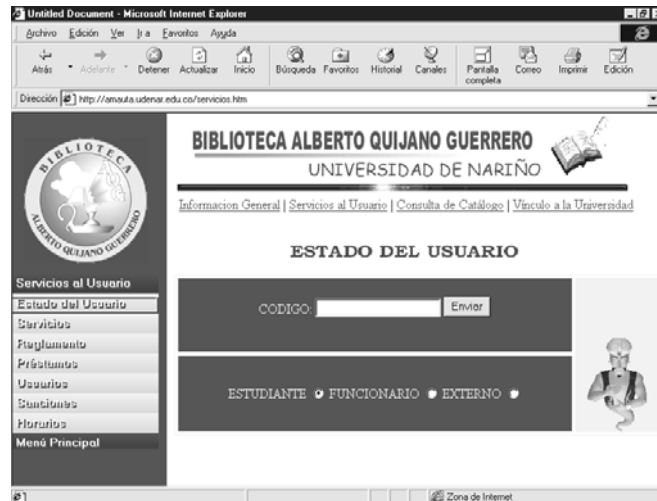 Untitled Document - Microsoft Internet Explorer
Archivo Edición Ver Ir a Favoritos Ayuda
Atrás Adelante Detener Actualizar Inicio Búsqueda Favoritos Historial Canales Pantalla completa Correo Imprimir Edición
Dirección http://amauta.udenar.edu.co/servicios.htm
BIBLIOTECA
ALBERTO QUIJANO GUERRERO
BIBLIOTECA ALBERTO QUIJANO GUERRERO
UNIVERSIDAD DE NARIÑO
Informacion General | Servicios al Usuario | Consulta de Catálogo | Vínculo a la Universidad
ESTADO DEL USUARIO
Servicios al Usuario
Estado del Usuario
Servicios
Reglamento
Préstamos
Usuarios
Sanciones
Horarios
Menú Principal
CODIGO: Enviar
ESTUDIANTE FUNCIONARIO EXTERNO
Zona de Internet